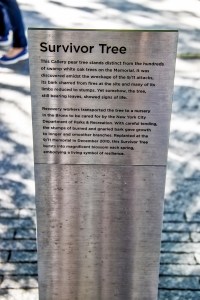 Survivor Tree
This Callery pear tree stands distinct from the hundreds
of swamp white oak trees on the Memorial. It was
discovered amidst the wreckage of the 9/11 attacks,
its bark charred from fires at the site and many of its
limbs reduced to stumps. Yet somehow, the tree,
still bearing leaves, showed signs of life.
Recovery workers transported the tree to a nursery
in the Bronx to be cared for by the New York City
Department of Parks & Recreation. With careful tending,
the stumps of burned and gnarled bark gave growth
to longer and smoother branches. Replanted at the
9/11 Memorial in December 2010, this Survivor Tree
bursts into magnificent blossom each spring,
embodying a living symbol of resilience.